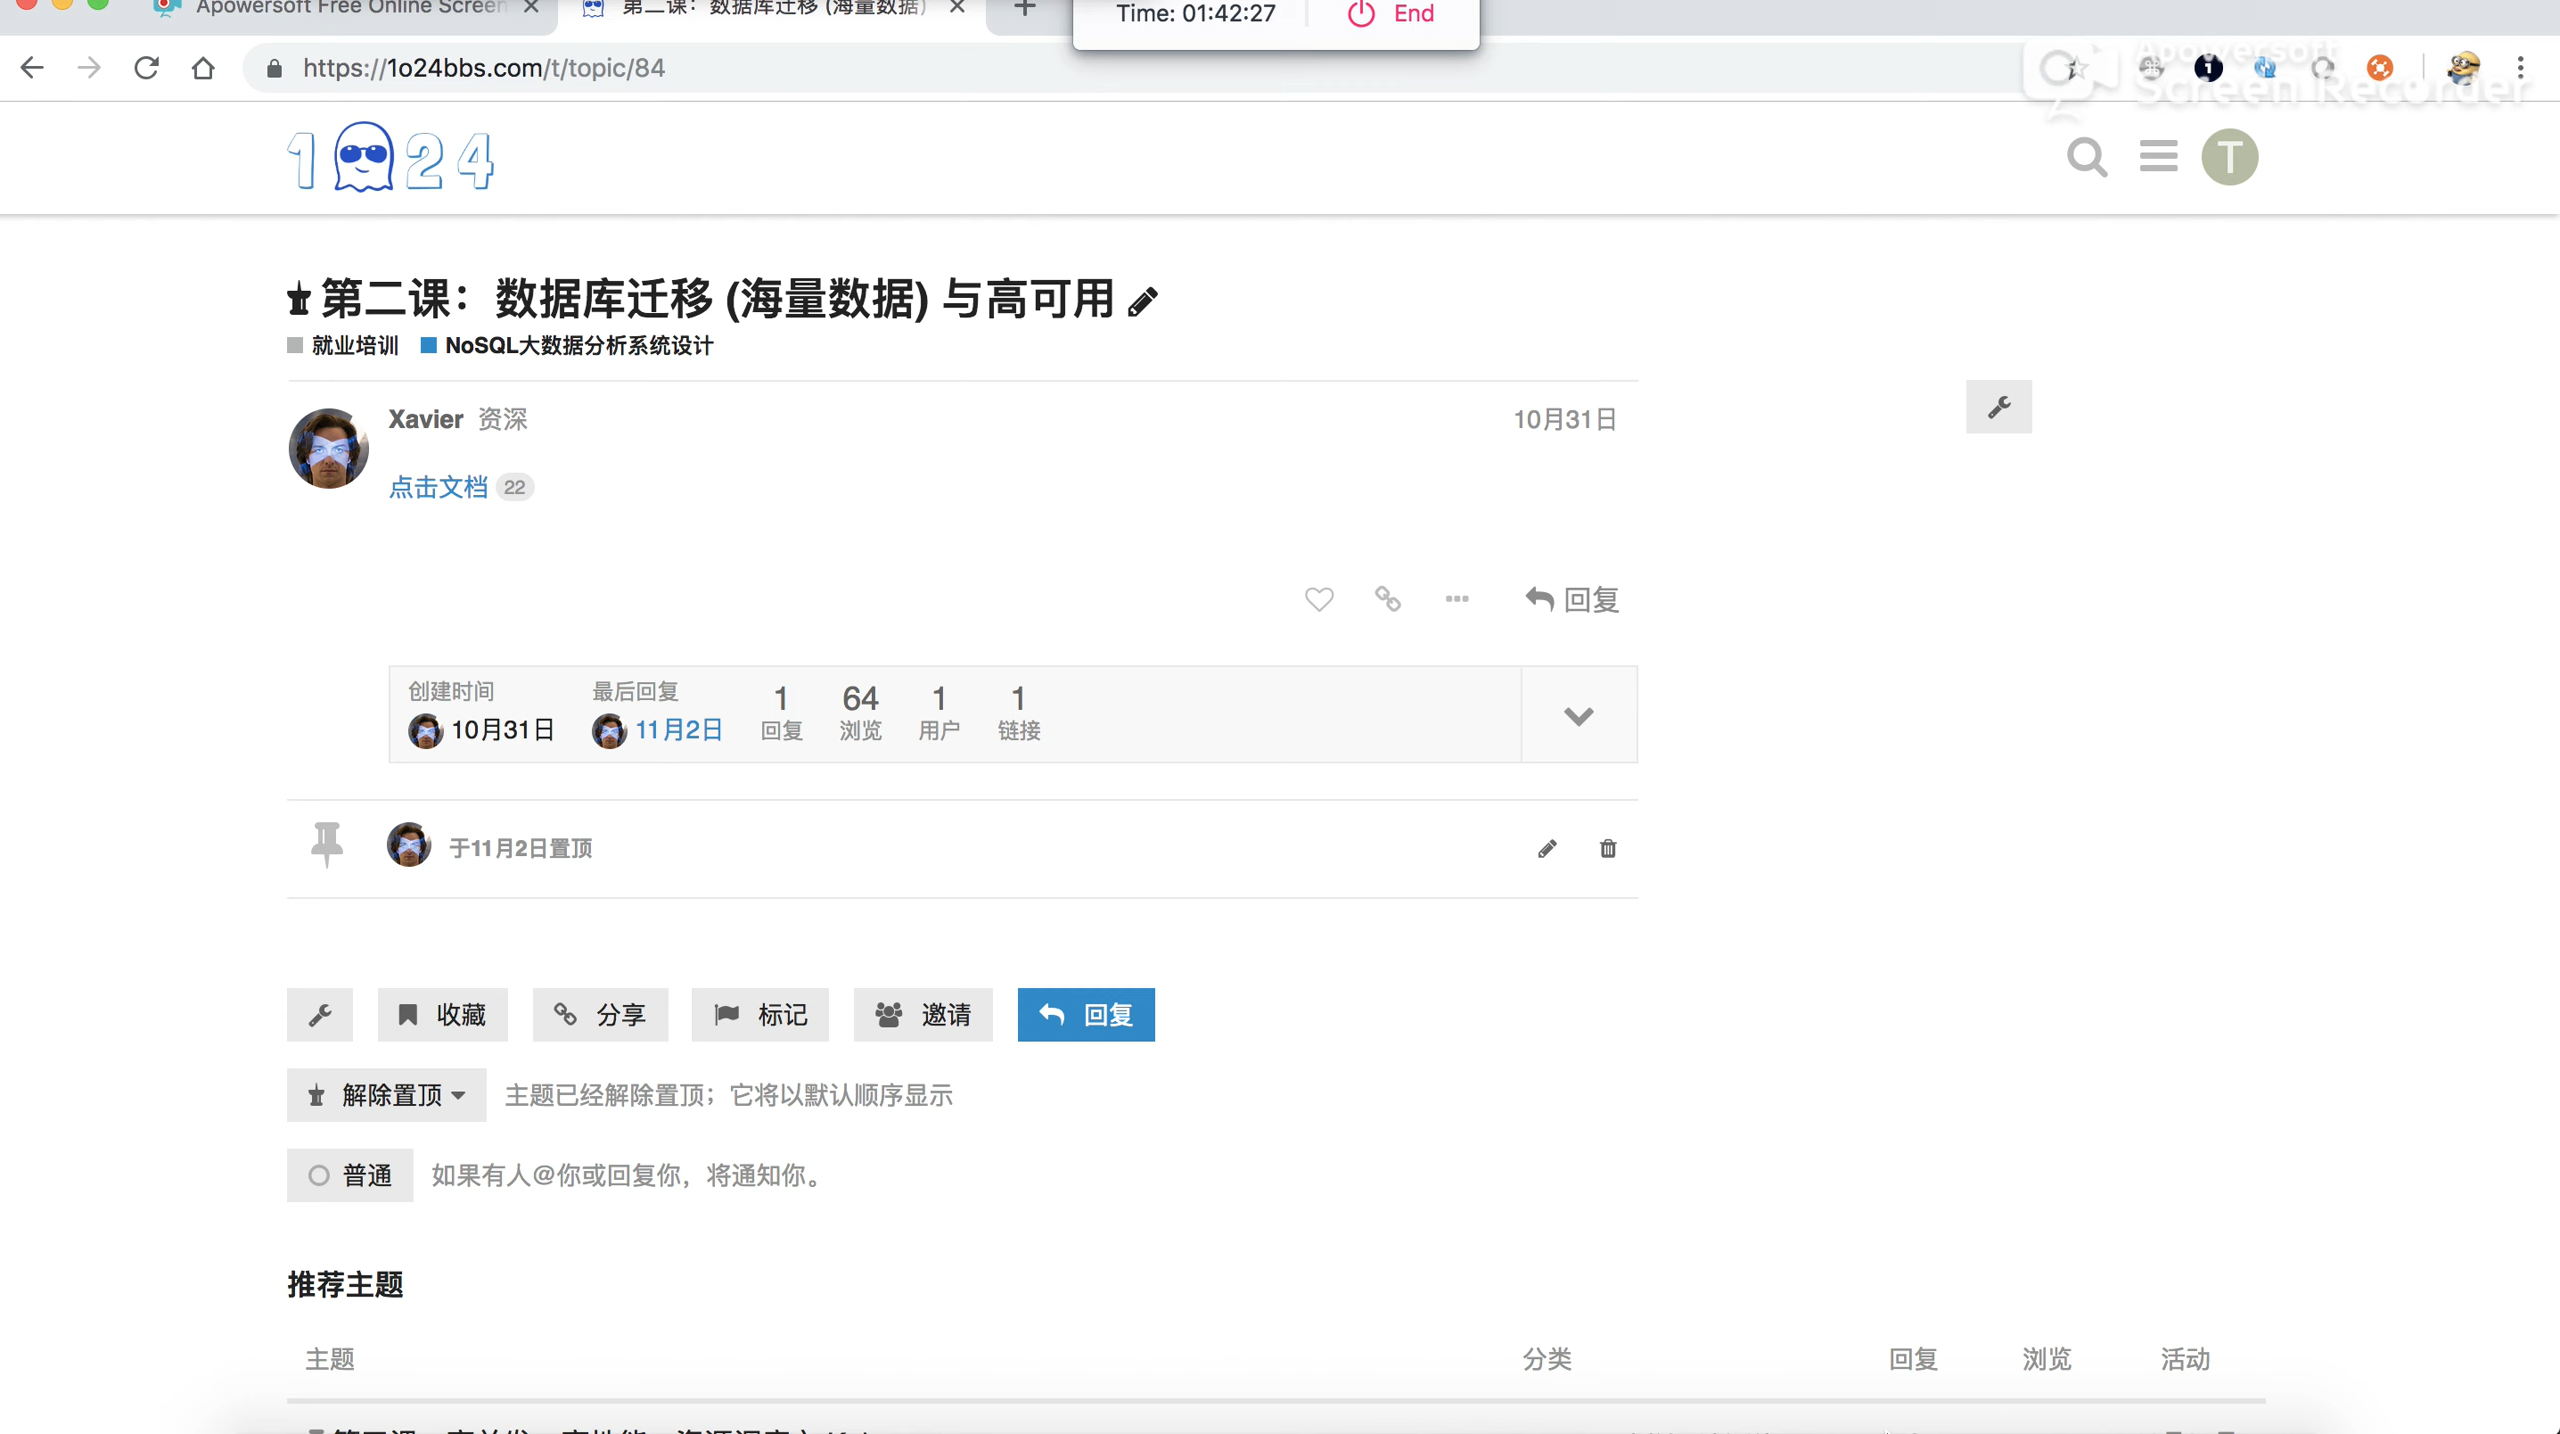 Apowersoft Free Online Screen
第二课：数据库迁移 (海量数据)
Time: 01:42:27
End
https://1o24bbs.com/t/topic/84
Apowersoft
Screen Recorder
1 24
T
第二课：数据库迁移 (海量数据) 与高可用
就业培训 NoSQL大数据分析系统设计
Xavier 资深
10月31日
点击文档 22
回复
创建时间 最后回复 1 64 1 1
10月31日 11月2日 回复 浏览 用户 链接
于11月2日置顶
收藏 分享 标记 邀请 回复
解除置顶 主题已经解除置顶；它将以默认顺序显示
普通 如果有人@你或回复你，将通知你。
推荐主题
主题 分类 回复 浏览 活动